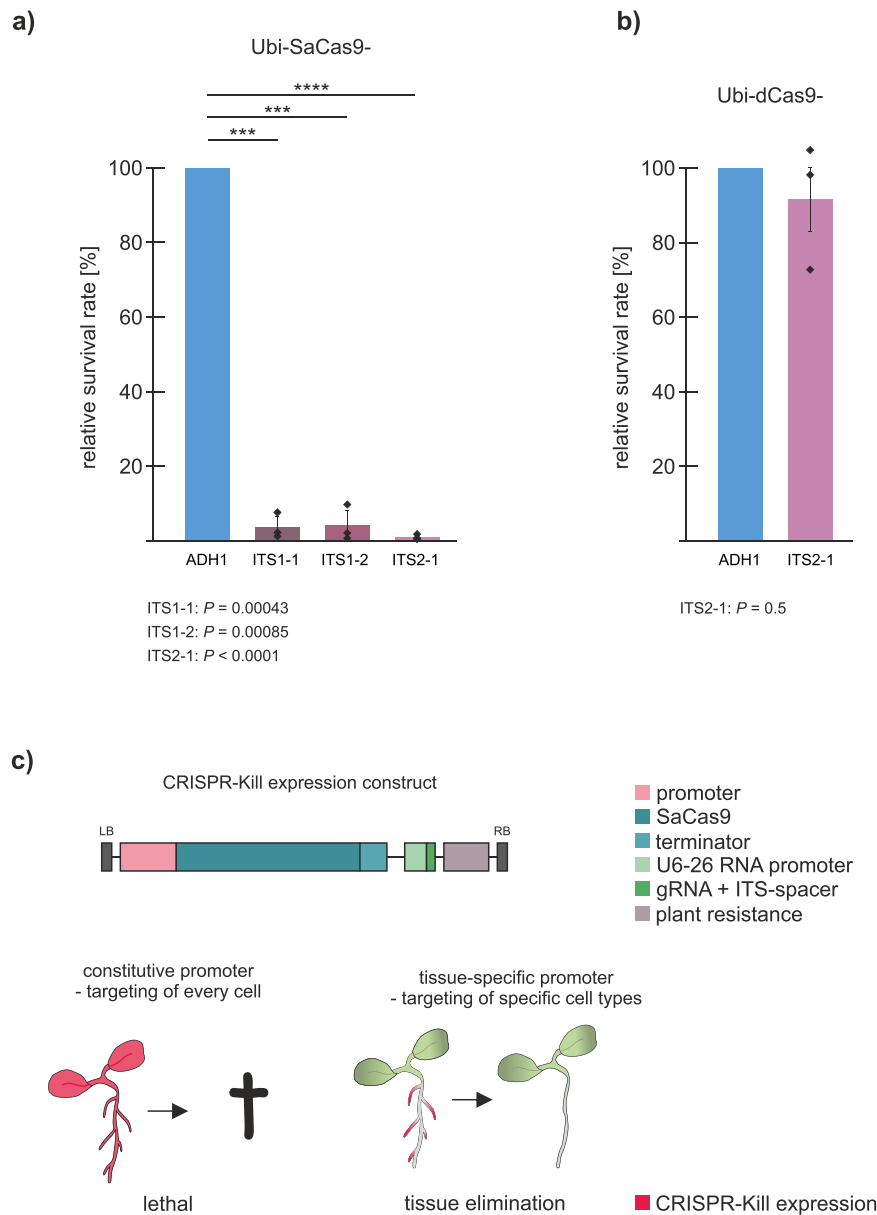 a)
Ubi-SaCas9-
****
***
***
relative survival rate [%]
100
80
60
40
20
ADH1 ITS1-1 ITS1-2 ITS2-1
ITS1-1: P = 0.00043
ITS1-2: P = 0.00085
ITS2-1: P < 0.0001
b)
Ubi-dCas9-
relative survival rate [%]
100
80
60
40
20
ADH1 ITS2-1
ITS2-1: P = 0.5
c)
CRISPR-Kill expression construct
LB RB
promoter
SaCas9
terminator
U6-26 RNA promoter
gRNA + ITS-spacer
plant resistance
constitutive promoter
- targeting of every cell
lethal
tissue-specific promoter
- targeting of specific cell types
tissue elimination
CRISPR-Kill expression